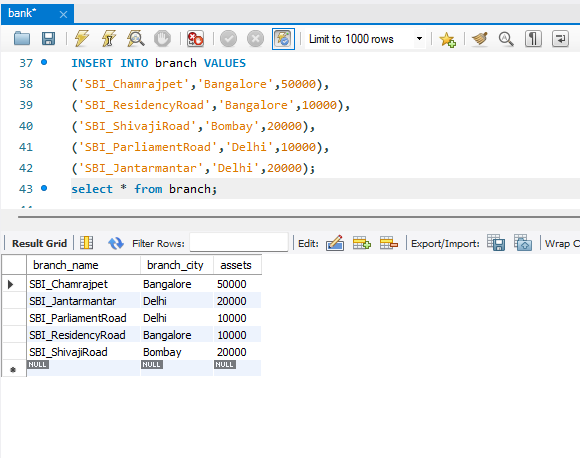 bank*
Limit to 1000 rows
37 INSERT INTO branch VALUES
38 ('SBI_Chamrajpet','Bangalore',50000),
39 ('SBI_ResidencyRoad','Bangalore',10000),
40 ('SBI_ShivajiRoad','Bombay',20000),
41 ('SBI_ParliamentRoad','Delhi',10000),
42 ('SBI_Jantarmantar','Delhi',20000);
43 select * from branch;
Result Grid Filter Rows: Edit: Export/Import: Wrap C
branch_name branch_city assets
SBI_Chamrajpet Bangalore 50000
SBI_Jantarmantar Delhi 20000
SBI_ParliamentRoad Delhi 10000
SBI_ResidencyRoad Bangalore 10000
SBI_ShivajiRoad Bombay 20000
NULL NULL NULL